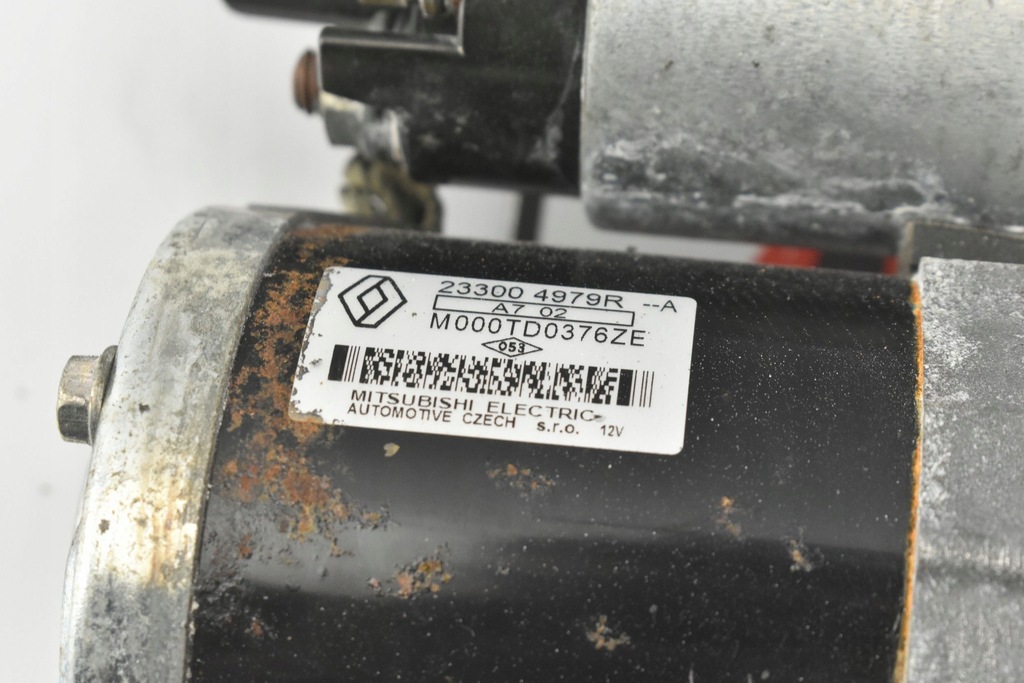 23300 4979R --A
A7 02
M000TD0376ZE
053
MITSUBISHI ELECTRIC
AUTOMOTIVE CZECH s.r.o. 12V